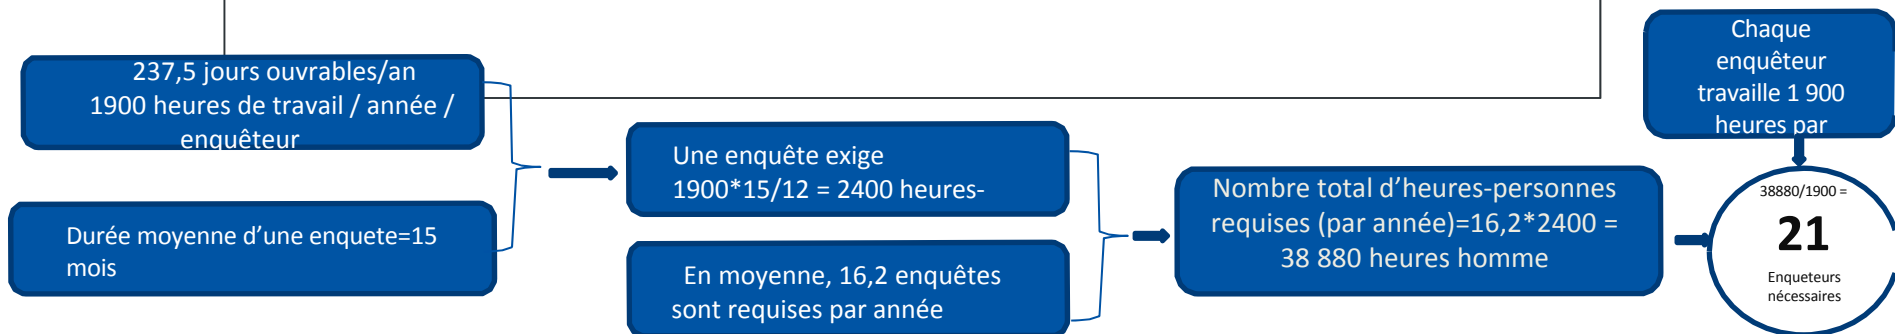 237,5 jours ouvrables/an
1900 heures de travail / année /
enquêteur
Durée moyenne d'une enquete=15
mois
Une enquête exige
1900*15/12 = 2400 heures-
En moyenne, 16,2 enquêtes
sont requises par année
Nombre total d'heures-personnes
requises (par année)=16,2*2400 =
38 880 heures homme
Chaque
enquêteur
travaille 1 900
heures par
38880/1900 =
21
Enqueteurs
nécessaires